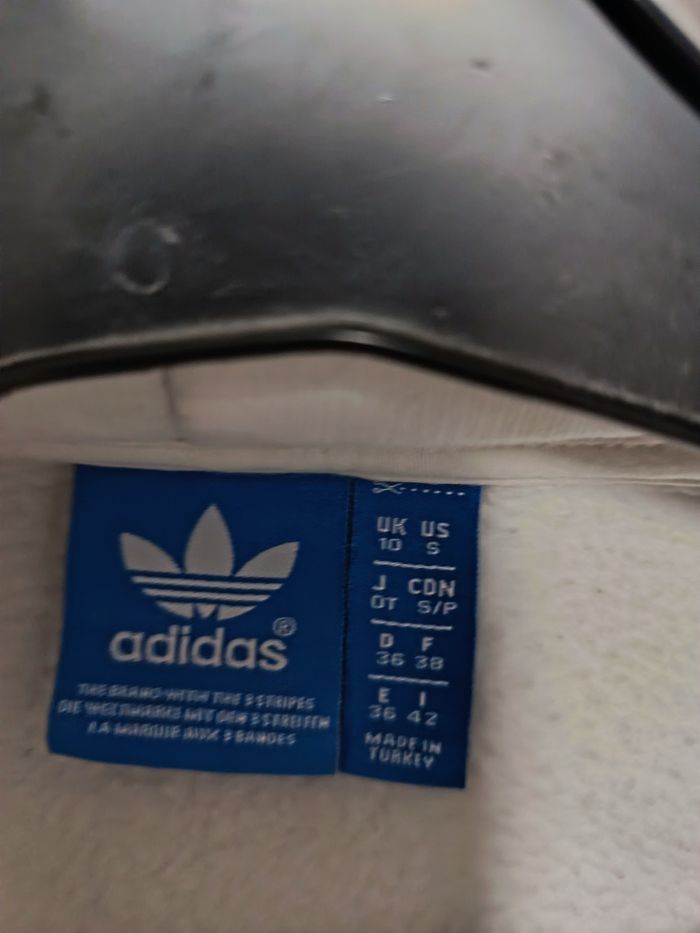 adidas®
THE BRAND WITH THE 3 STRIPES
DIE WELTMARKE MIT DEN 3 STREIFEN
LA MARQUE AUX 3 BANDES
UK US
10 S
J CDN
OT S/P
D F
36 38
E I
36 42
MADE IN
TURKEY